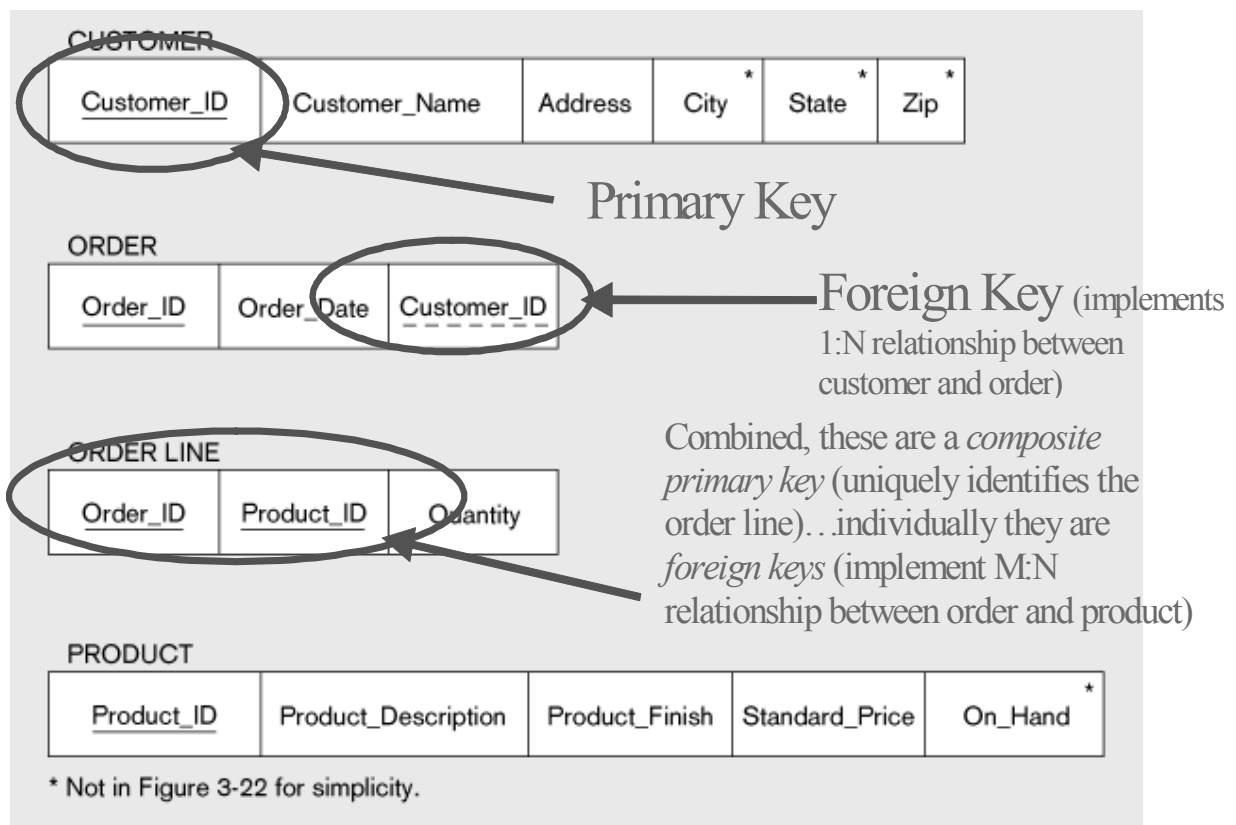 CUSTOMER
Customer_ID Customer_Name Address City * State * Zip *
Primary Key
ORDER
Order_ID Order_Date Customer_ID
Foreign Key (implements
1:N relationship between
customer and order)
ORDER LINE
Order_ID Product_ID Quantity
Combined, these are a composite
primary key (uniquely identifies the
order line)…individually they are
foreign keys (implement M:N
relationship between order and product)
PRODUCT
Product_ID Product_Description Product_Finish Standard_Price On_Hand *
* Not in Figure 3-22 for simplicity.